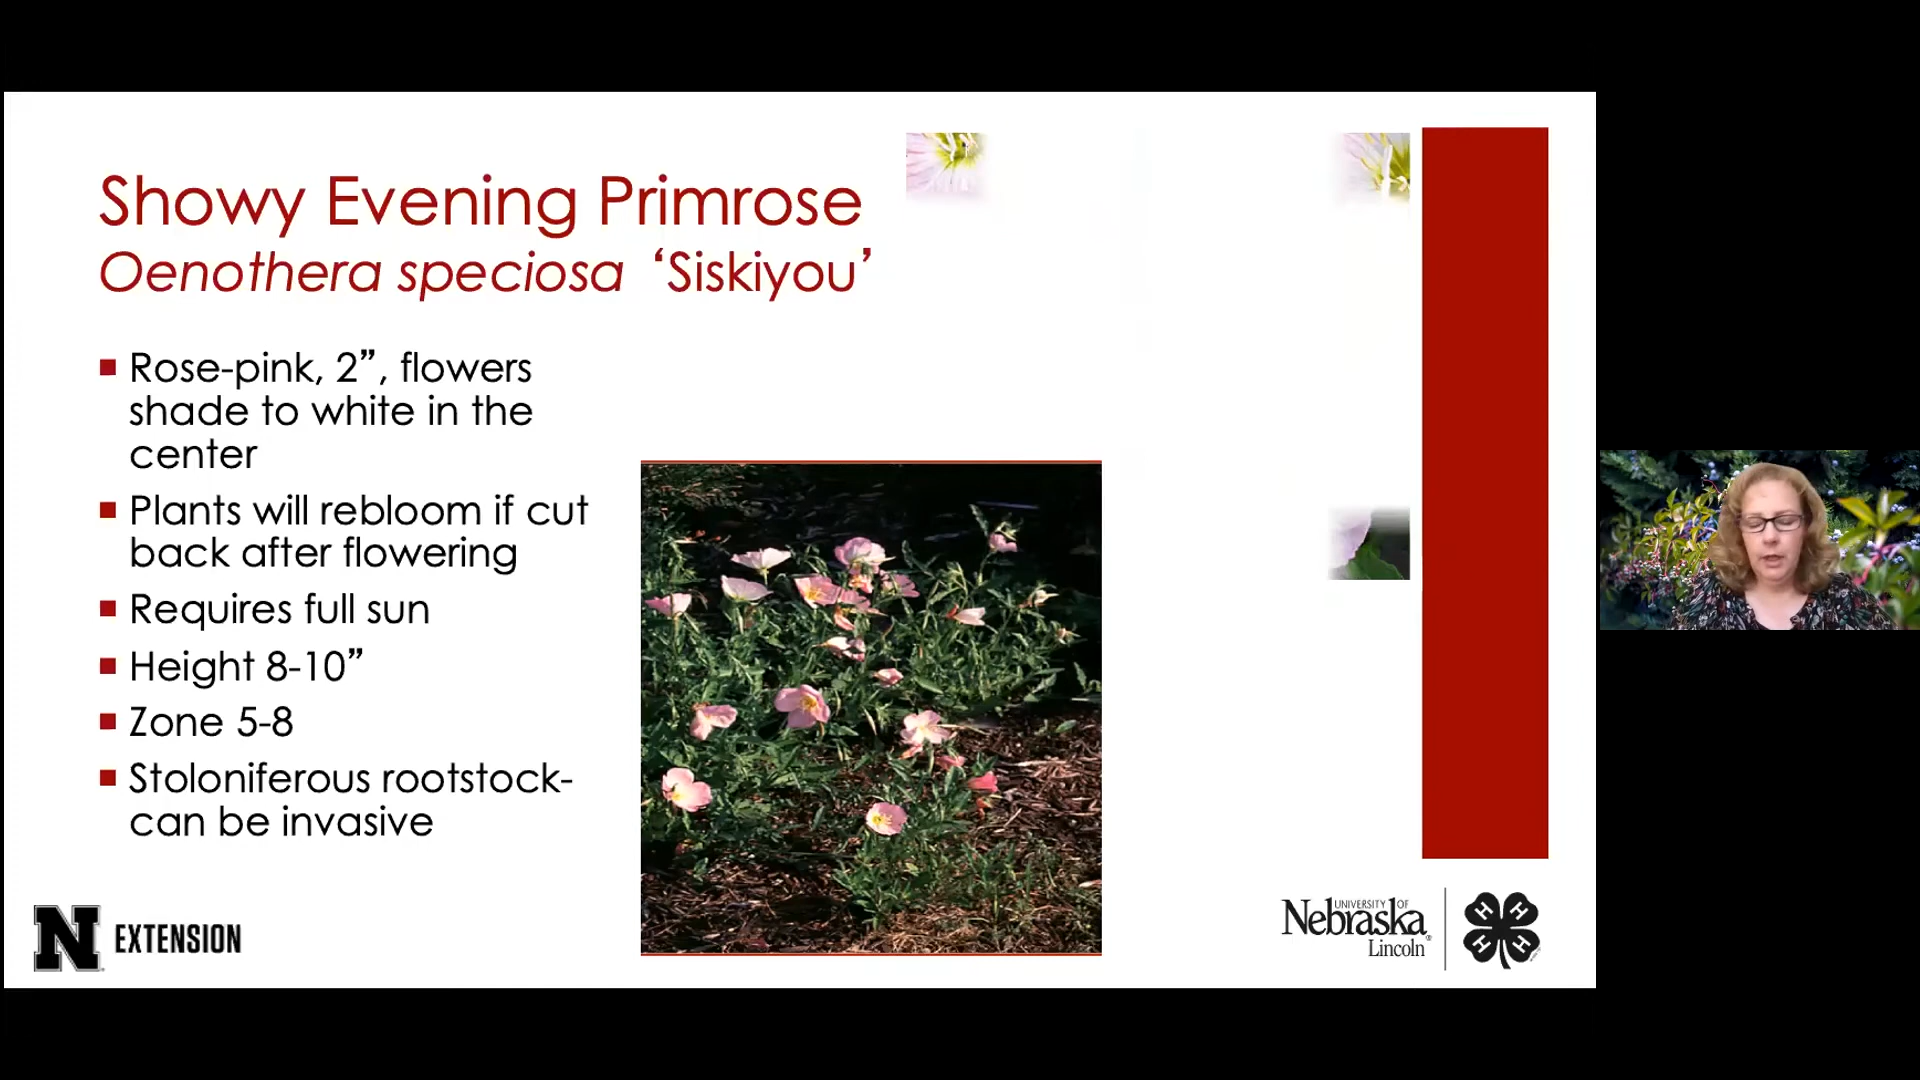 Showy Evening Primrose
Oenothera speciosa ‘Siskiyou’
Rose-pink, 2”, flowers
shade to white in the
center
Plants will rebloom if cut
back after flowering
Requires full sun
Height 8-10”
Zone 5-8
Stoloniferous rootstock-
can be invasive
N EXTENSION
UNIVERSITY OF
Nebraska
Lincoln
H H
H H